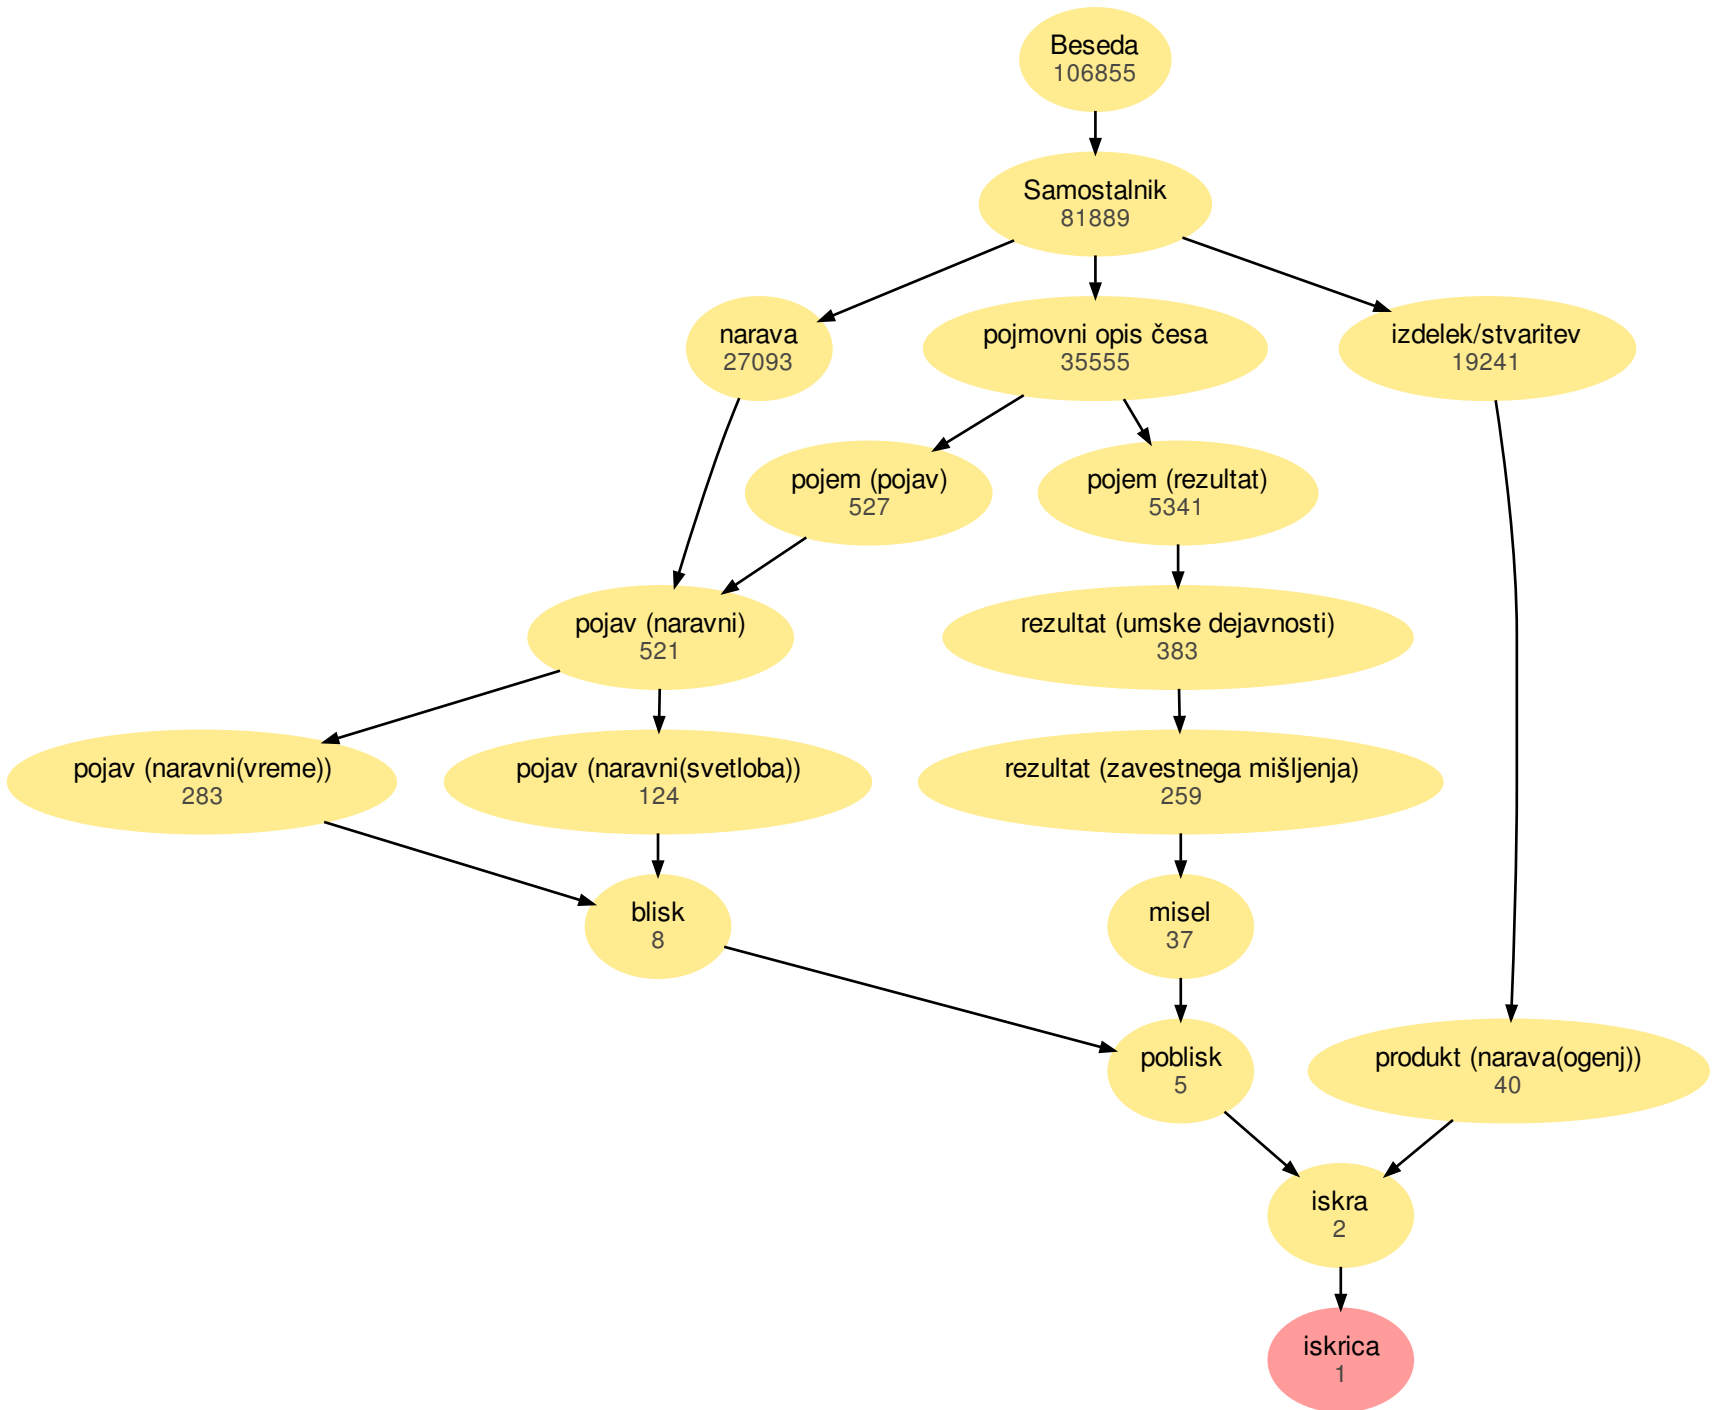 Beseda
106855
Samostalnik
81889
narava
27093
pojmovni opis česa
35555
izdelek/stvaritev
19241
pojem (pojav)
527
pojem (rezultat)
5341
pojav (naravni)
521
rezultat (umske dejavnosti)
383
pojav (naravni(vreme))
283
pojav (naravni(svetloba))
124
rezultat (zavestnega mišljenja)
259
blisk
8
misel
37
poblisk
5
produkt (narava(ogenj))
40
iskra
2
iskrica
1